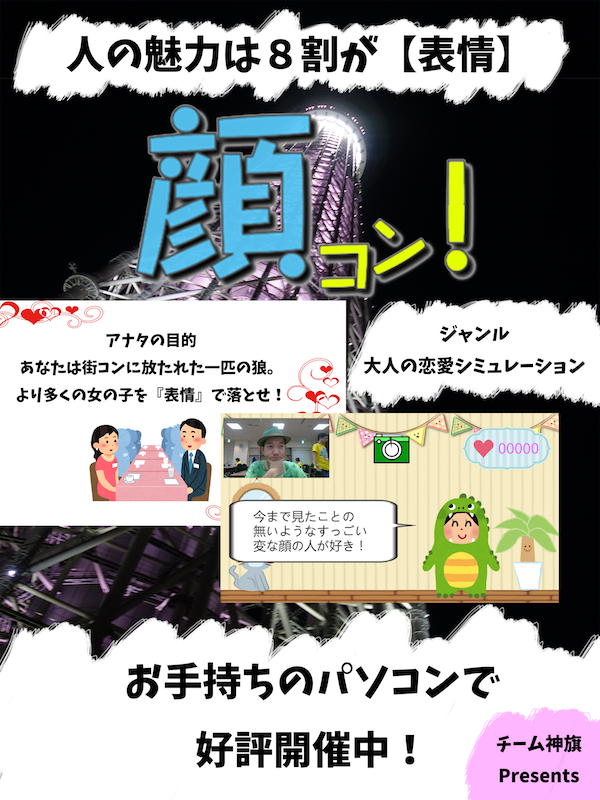 人の魅力は８割が【表情】
顔コン！
アナタの目的
あなたは街コンに放たれた一匹の狼。
より多くの女の子を『表情』で落とせ！
ジャンル
大人の恋愛シミュレーション
00000
今まで見たことの
無いようなすっごい
変な顔の人が好き！
お手持ちのパソコンで
好評開催中！
チーム神旗
Presents